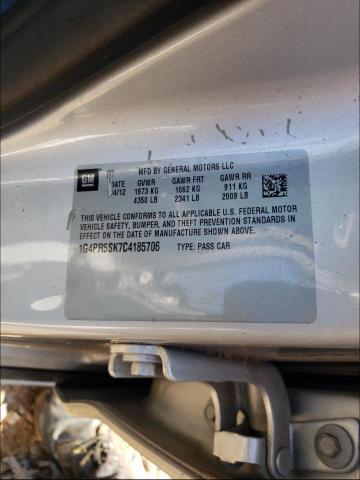 GM
MFD BY GENERAL MOTORS LLC
DATE GVWR GAWR FRT GAWR RR
04/12 1973 KG 1062 KG 911 KG
4350 LB 2341 LB 2009 LB
THIS VEHICLE CONFORMS TO ALL APPLICABLE U.S. FEDERAL MOTOR
VEHICLE SAFETY, BUMPER, AND THEFT PREVENTION STANDARDS IN
EFFECT ON THE DATE OF MANUFACTURE SHOWN ABOVE.
1G4PR5SK7C4185706 TYPE: PASS CAR